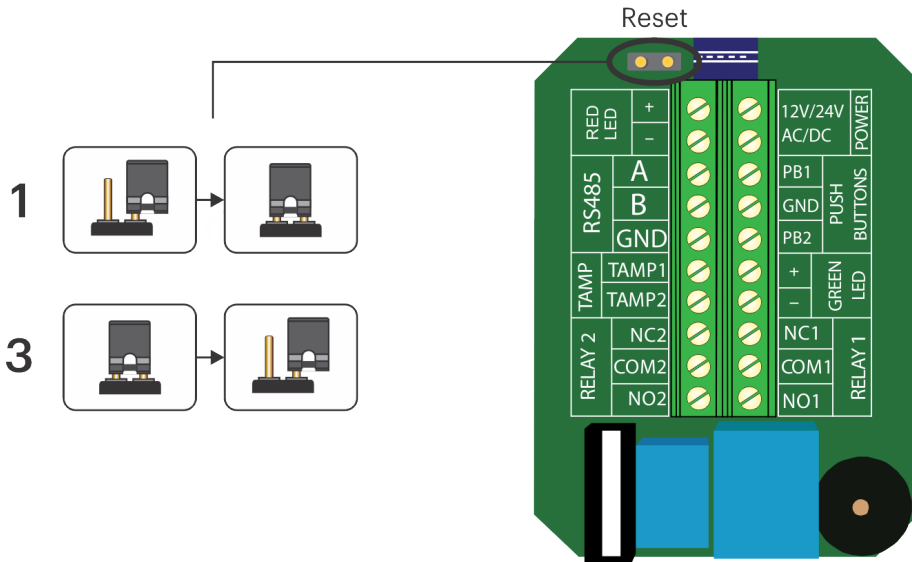 Reset
1
3
RED LED
+
–
RS485
A
B
GND
TAMP
TAMP1
TAMP2
RELAY 2
NC2
COM2
NO2
12V/24V
AC/DC
POWER
PB1
GND
PB2
PUSH
BUTTONS
+
–
GREEN
LED
NC1
COM1
NO1
RELAY 1